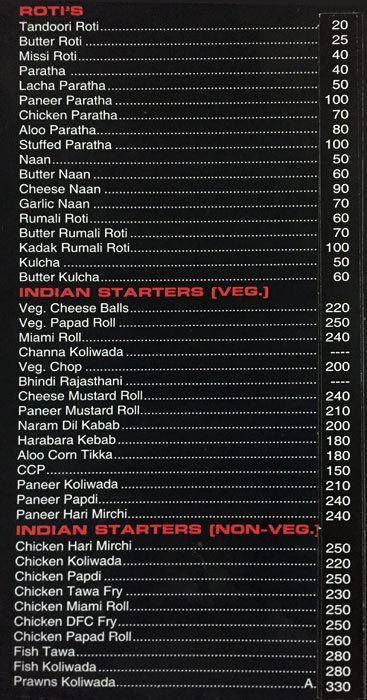 ROTI'S
Tandoori Roti 20
Butter Roti 25
Missi Roti 40
Paratha 40
Lacha Paratha 50
Paneer Paratha 100
Chicken Paratha 70
Aloo Paratha 80
Stuffed Paratha 100
Naan 50
Butter Naan 60
Cheese Naan 90
Garlic Naan 70
Rumali Roti 60
Butter Rumali Roti 70
Kadak Rumali Roti 100
Kulcha 50
Butter Kulcha 60
INDIAN STARTERS (VEG.)
Veg. Cheese Balls 220
Veg. Papad Roll 250
Miami Roll 240
Channa Koliwada ----
Veg. Chop 200
Bhindi Rajasthani ----
Cheese Mustard Roll 240
Paneer Mustard Roll 210
Naram Dil Kabab 200
Harabara Kebab 180
Aloo Corn Tikka 180
CCP 150
Paneer Koliwada 210
Paneer Papdi 240
Paneer Hari Mirchi 240
INDIAN STARTERS (NON-VEG.)
Chicken Hari Mirchi 250
Chicken Koliwada 220
Chicken Papdi 250
Chicken Tawa Fry 230
Chicken Miami Roll 250
Chicken DFC Fry 250
Chicken Papad Roll 260
Fish Tawa 280
Fish Koliwada 280
Prawns Koliwada A 330